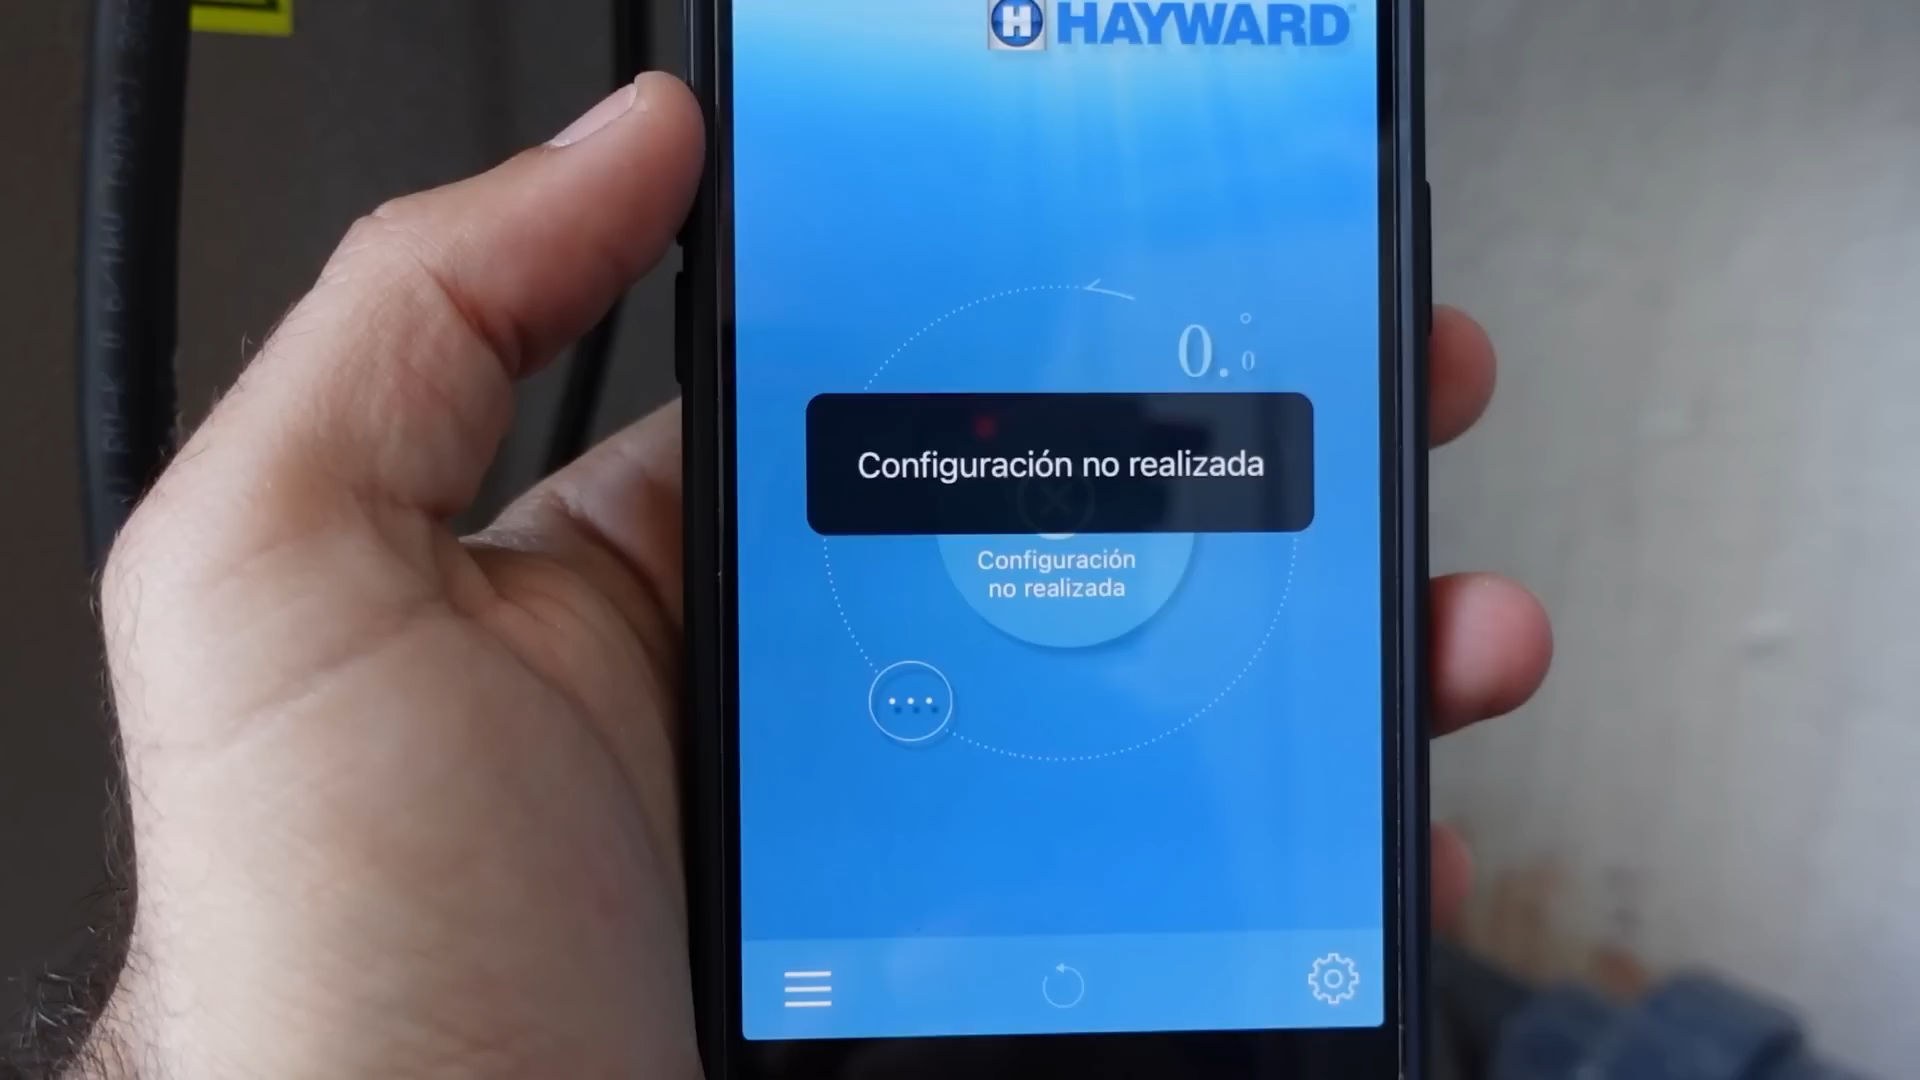 HAYWARD
0.0°
Configuración no realizada
Configuración
no realizada